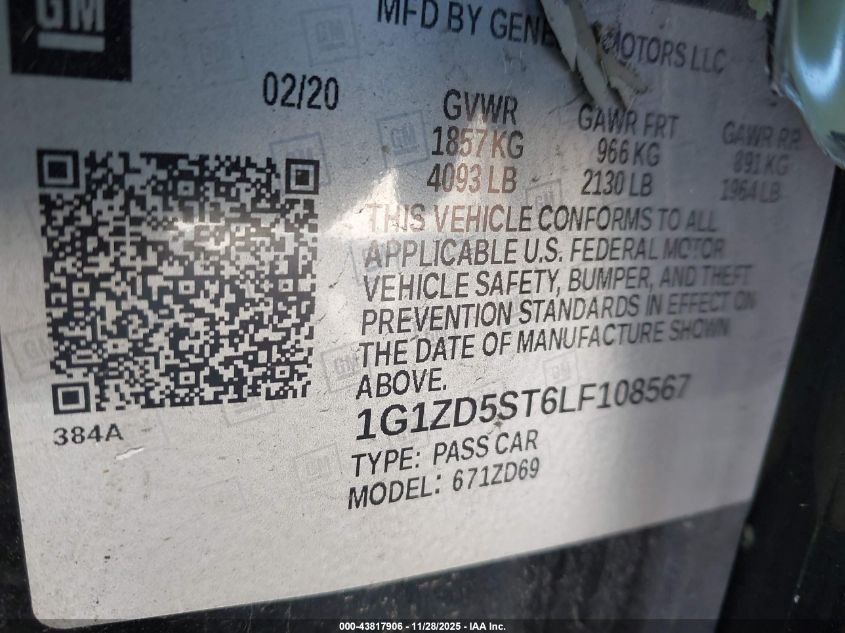 GM
MFD BY GENERAL MOTORS LLC
02/20
GVWR
1857 KG
4093 LB
GAWR FRT
966 KG
2130 LB
GAWR RR
891 KG
1964 LB
THIS VEHICLE CONFORMS TO ALL
APPLICABLE U.S. FEDERAL MOTOR
VEHICLE SAFETY, BUMPER, AND THEFT
PREVENTION STANDARDS IN EFFECT ON
THE DATE OF MANUFACTURE SHOWN
ABOVE.
1G1ZD5ST6LF108567
TYPE: PASS CAR
MODEL: 671ZD69
384A
000-43817906 | 11/28/2025 - IAA Inc.